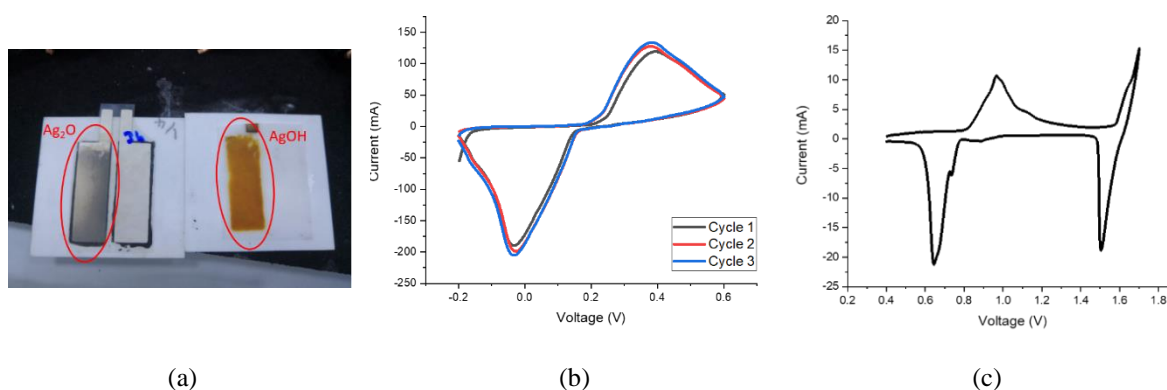 Ag₂O
AgOH
34
(a)
Current (mA)
150
100
50
0
-50
-100
-150
-200
-250
-0.2
0.0
0.2
0.4
0.6
Voltage (V)
Cycle 1
Cycle 2
Cycle 3
(b)
Current (mA)
20
15
10
5
0
-5
-10
-15
-20
-25
0.2
0.4
0.6
0.8
1.0
1.2
1.4
1.6
1.8
Voltage (V)
(c)